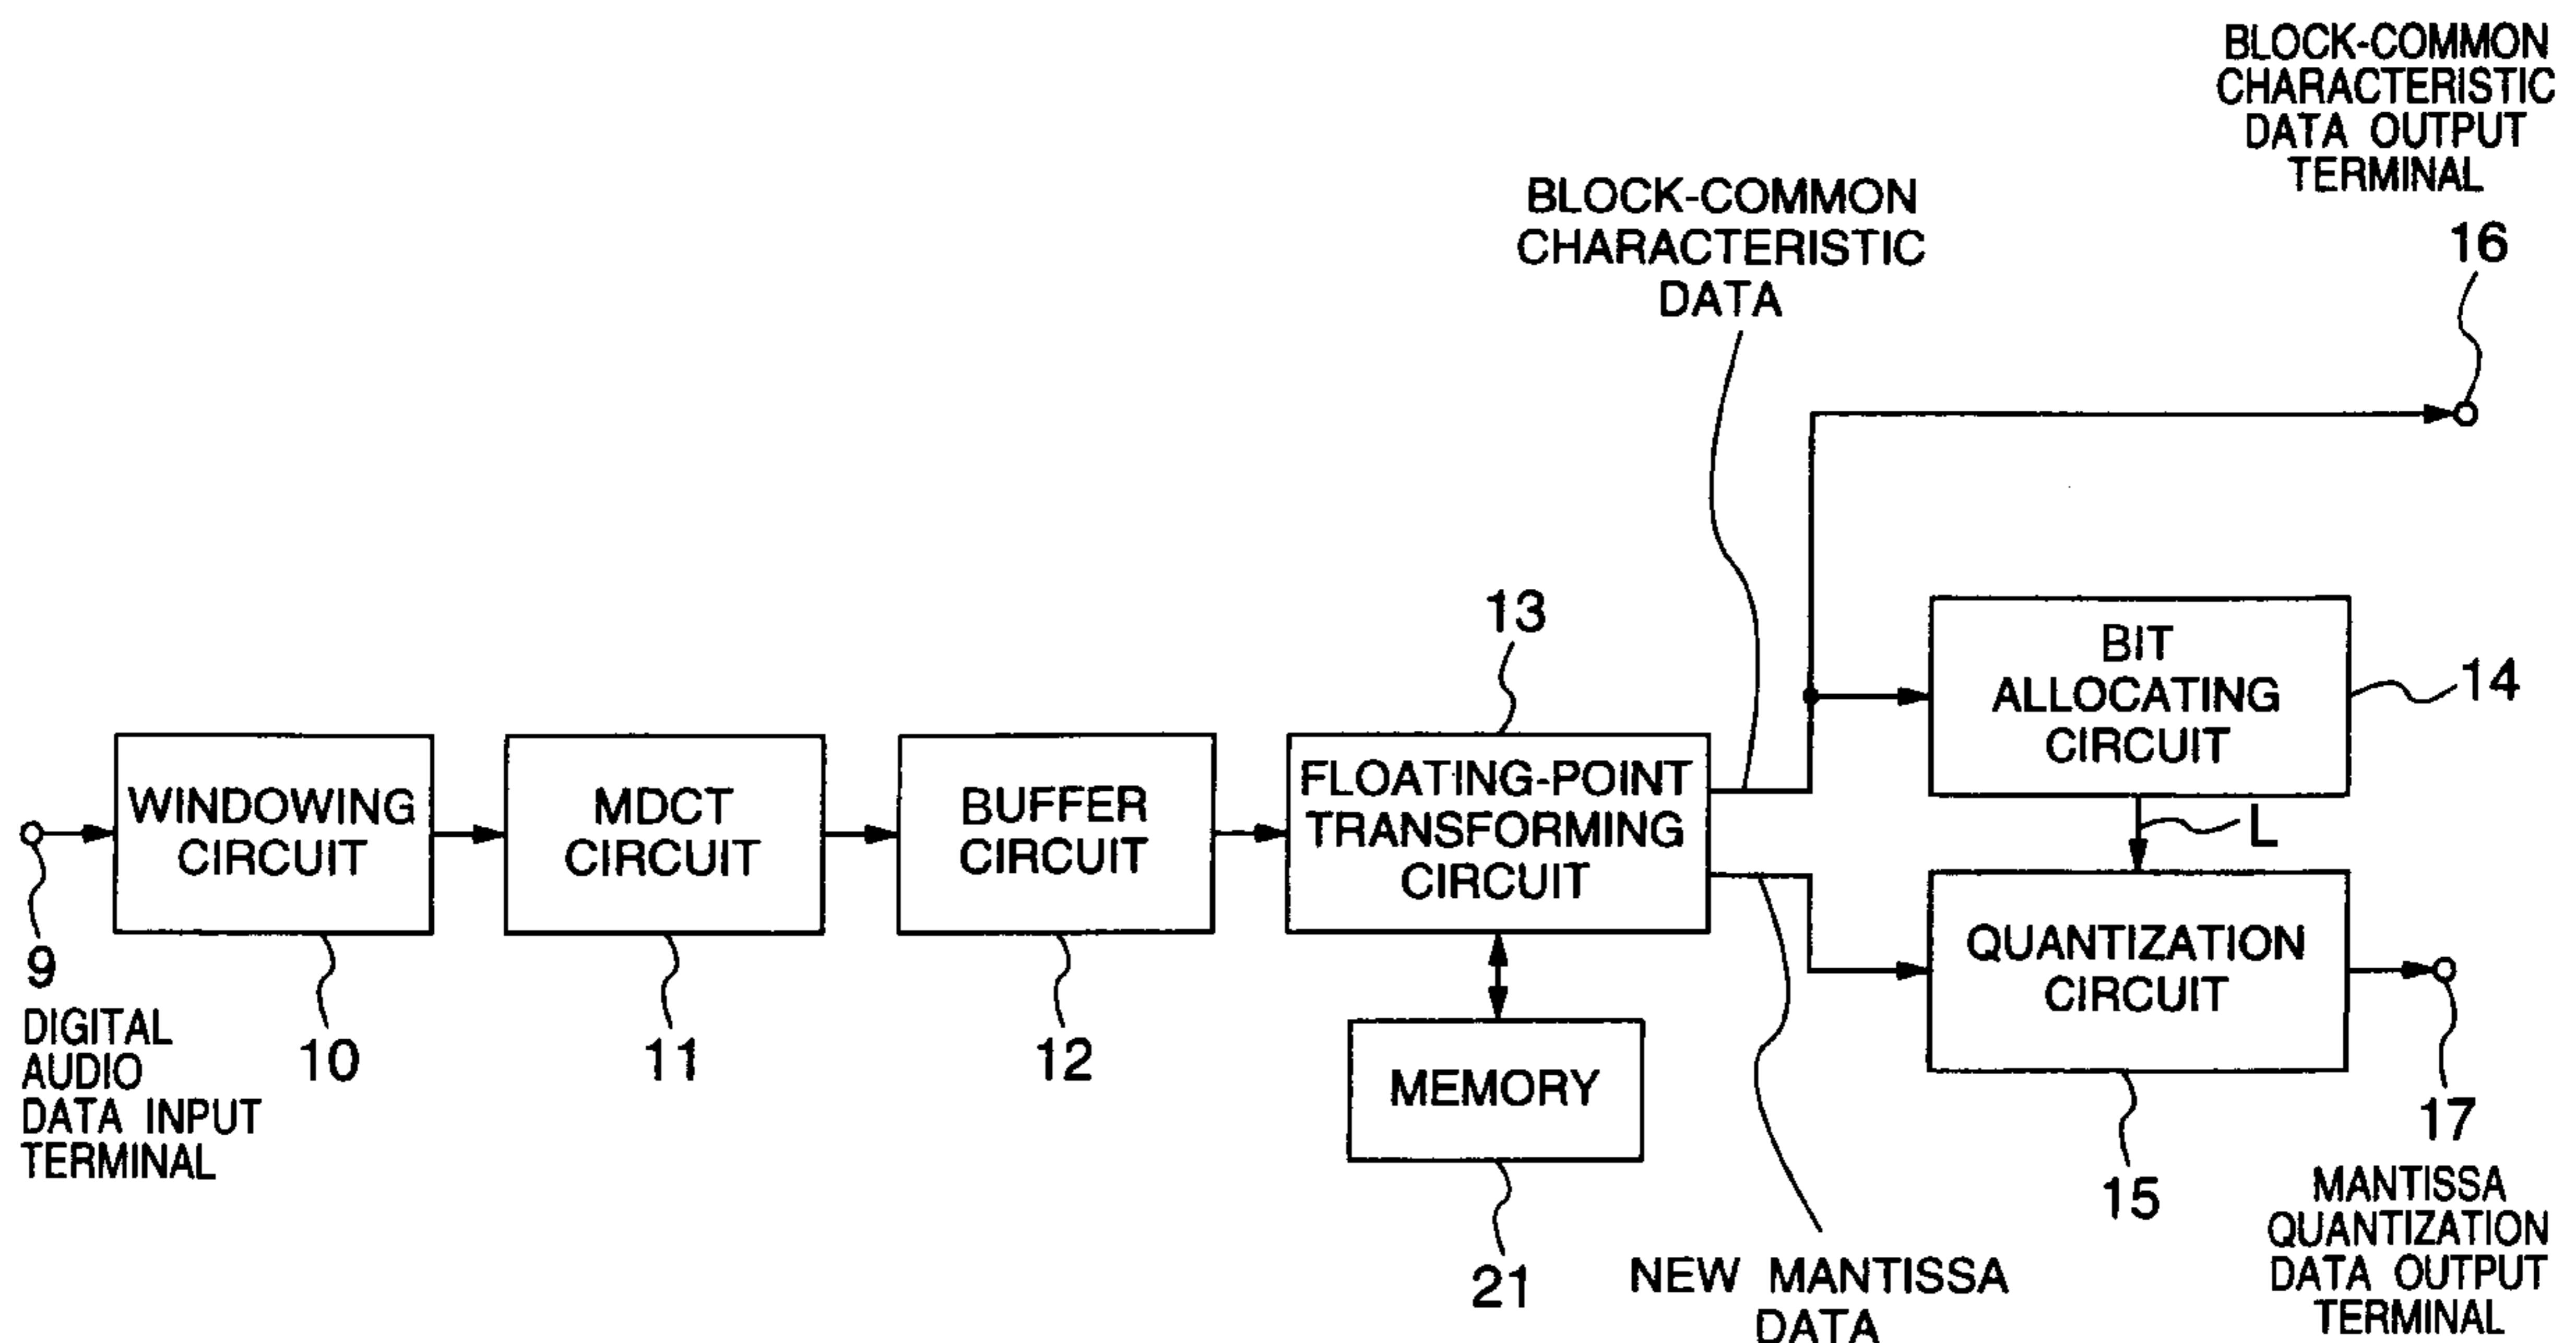 BLOCK-COMMON
CHARACTERISTIC
DATA OUTPUT
TERMINAL
16
BLOCK-COMMON
CHARACTERISTIC
DATA
13
BIT
ALLOCATING
CIRCUIT
14
WINDOWING
CIRCUIT
MDCT
CIRCUIT
BUFFER
CIRCUIT
FLOATING-POINT
TRANSFORMING
CIRCUIT
L
QUANTIZATION
CIRCUIT
9
DIGITAL
AUDIO
DATA INPUT
TERMINAL
10
11
12
MEMORY
21
NEW MANTISSA
DATA
15
17
MANTISSA
QUANTIZATION
DATA OUTPUT
TERMINAL